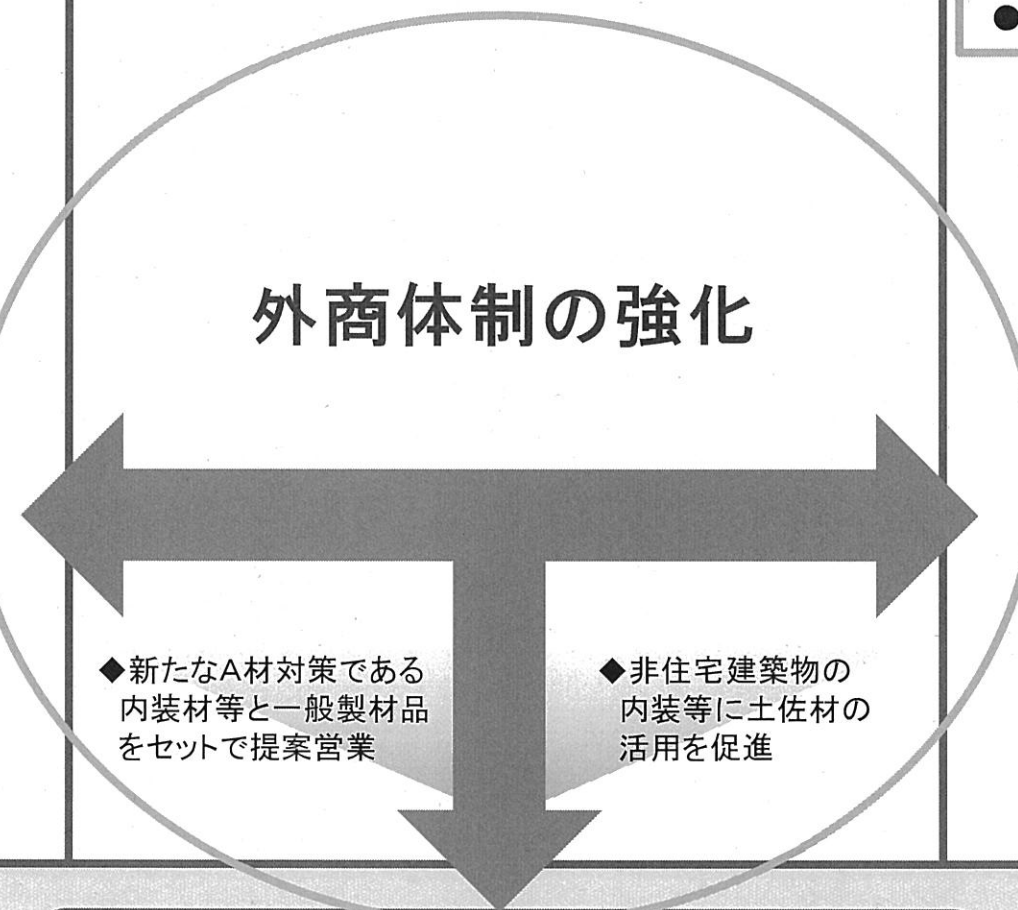 外商体制の強化
◆新たなA材対策である
内装材等と一般製材品
をセットで提案営業
◆非住宅建築物の
内装等に土佐材の
活用を促進